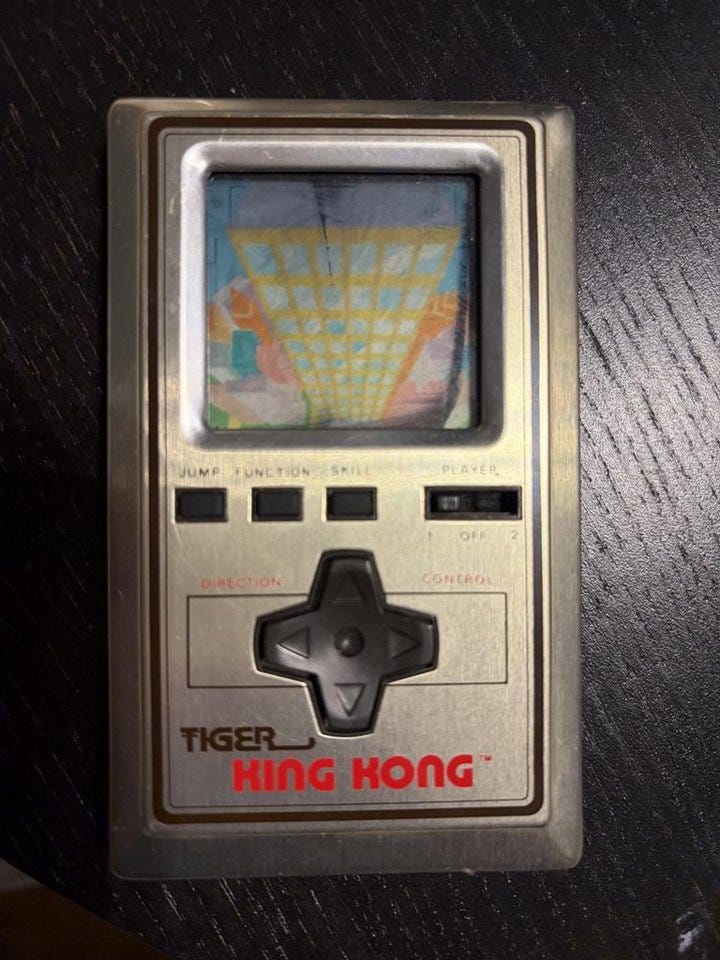 JUMP FUNCTION SKILL PLAYER
1 OFF 2
DIRECTION CONTROL
TIGER
KING KONG™